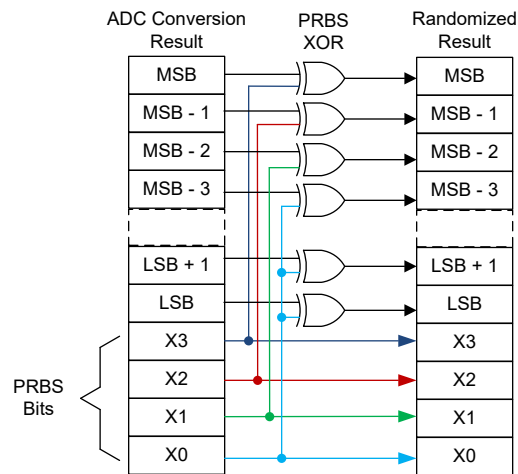 ADC Conversion
Result
PRBS
XOR
Randomized
Result
MSB
MSB
MSB - 1
MSB - 1
MSB - 2
MSB - 2
MSB - 3
MSB - 3
LSB + 1
LSB + 1
LSB
LSB
X3
X3
PRBS
Bits
X2
X2
X1
X1
X0
X0